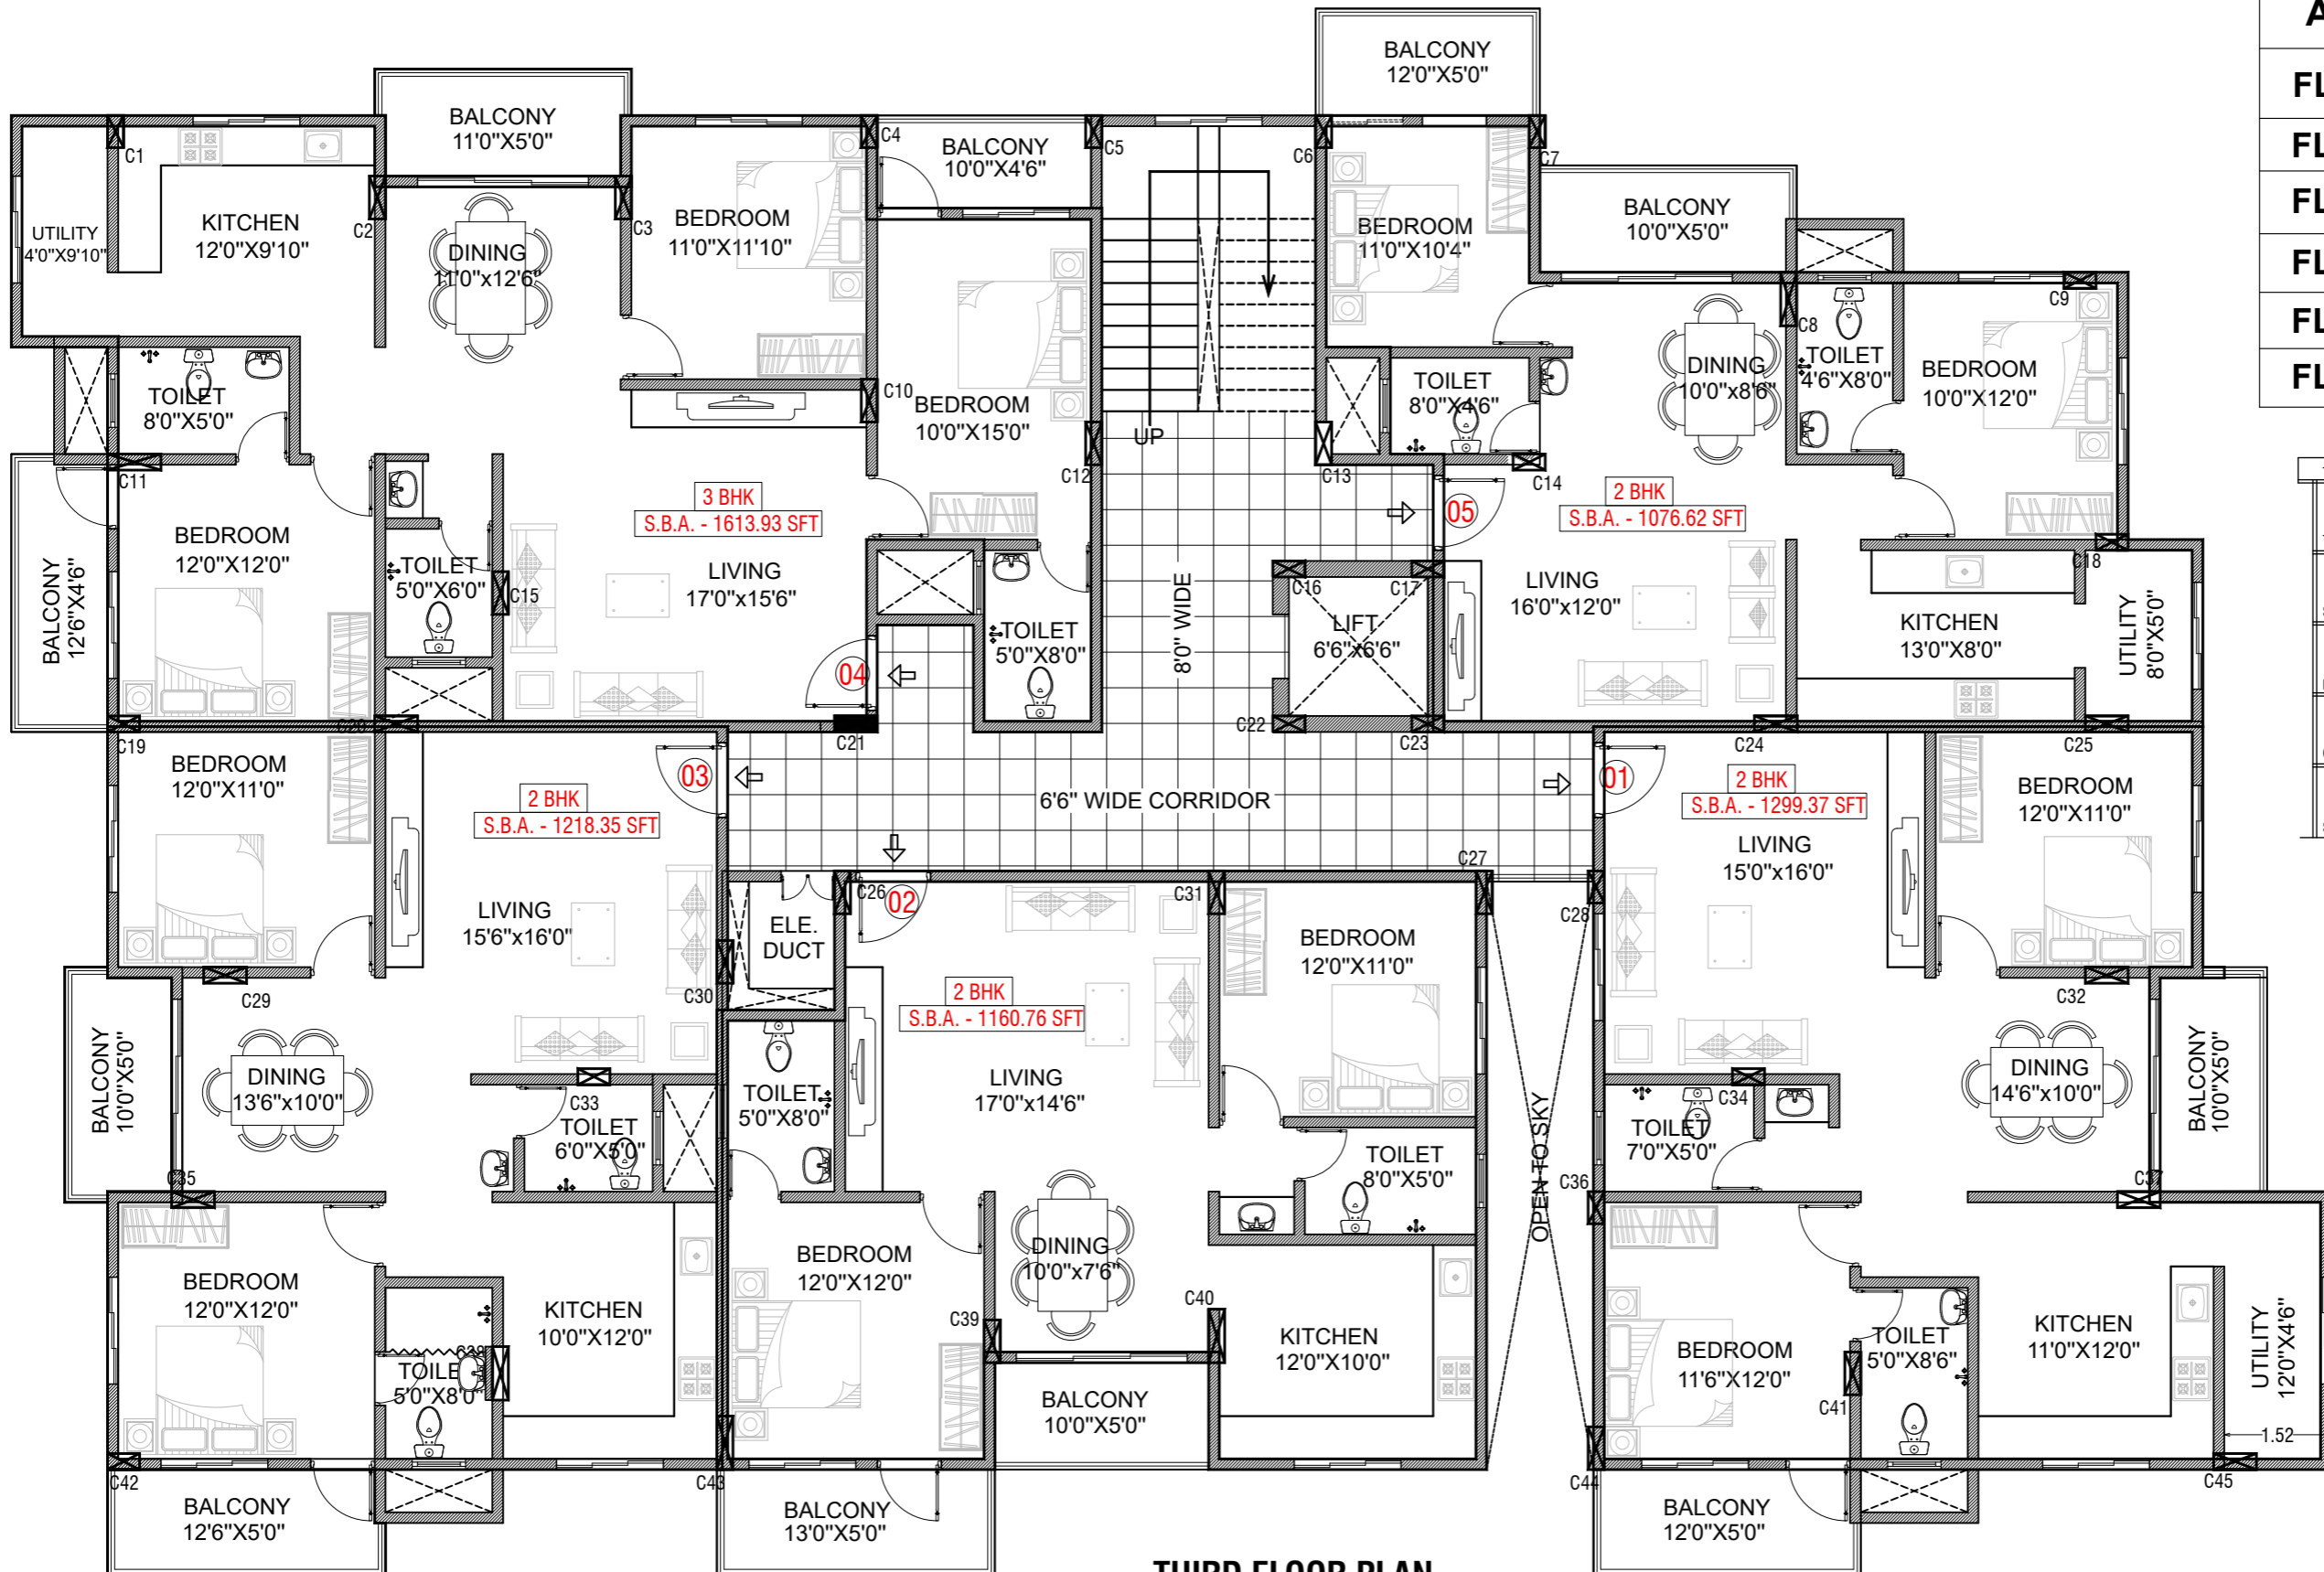 BALCONY
12'0"X5'0"
A
FL
FL
FL
FL
FL
FL
BALCONY
11'0"X5'0"
C1
KITCHEN
12'0"X9'10"
UTILITY
4'0"X9'10"
C2
DINING
11'0"x12'6"
C3
BEDROOM
11'0"X11'10"
C4
BALCONY
10'0"X4'6"
C5
C6
BEDROOM
11'0"X10'4"
C7
BALCONY
10'0"X5'0"
C8
C9
TOILET
8'0"X5'0"
C10
BEDROOM
10'0"X15'0"
UP
TOILET
8'0"X4'6"
DINING
10'0"x8'6"
TOILET
4'6"X8'0"
BEDROOM
10'0"X12'0"
C11
C12
C13
C14
3 BHK
S.B.A. - 1613.93 SFT
05
2 BHK
S.B.A. - 1076.62 SFT
BALCONY
12'6"X4'6"
BEDROOM
12'0"X12'0"
TOILET
5'0"X6'0"
C15
LIVING
17'0"x15'6"
8'0" WIDE
C16
C17
LIFT
6'6"x6'6"
LIVING
16'0"x12'0"
C18
KITCHEN
13'0"X8'0"
UTILITY
8'0"X5'0"
04
TOILET
5'0"X8'0"
C19
C20
C21
C22
C23
C24
C25
BEDROOM
12'0"X11'0"
03
2 BHK
S.B.A. - 1218.35 SFT
6'6" WIDE CORRIDOR
01
2 BHK
S.B.A. - 1299.37 SFT
BEDROOM
12'0"X11'0"
LIVING
15'0"x16'0"
C26
02
C27
C28
C31
LIVING
15'6"x16'0"
ELE.
DUCT
BEDROOM
12'0"X11'0"
C29
C30
2 BHK
S.B.A. - 1160.76 SFT
C32
BALCONY
10'0"X5'0"
DINING
13'6"x10'0"
C33
TOILET
6'0"X5'0"
TOILET
5'0"X8'0"
LIVING
17'0"x14'6"
OPEN TO SKY
C34
TOILET
7'0"X5'0"
DINING
14'6"x10'0"
BALCONY
10'0"X5'0"
C35
TOILET
8'0"X5'0"
C36
C37
BEDROOM
12'0"X12'0"
KITCHEN
10'0"X12'0"
BEDROOM
12'0"X12'0"
DINING
10'0"x7'6"
C39
C40
KITCHEN
12'0"X10'0"
BEDROOM
11'6"X12'0"
TOILET
5'0"X8'6"
KITCHEN
11'0"X12'0"
UTILITY
12'0"X4'6"
TOILE
5'0"X8'0"
BALCONY
10'0"X5'0"
C41
1.52
C42
C43
C44
C45
BALCONY
12'6"X5'0"
BALCONY
13'0"X5'0"
BALCONY
12'0"X5'0"
THIRD FLOOR PLAN